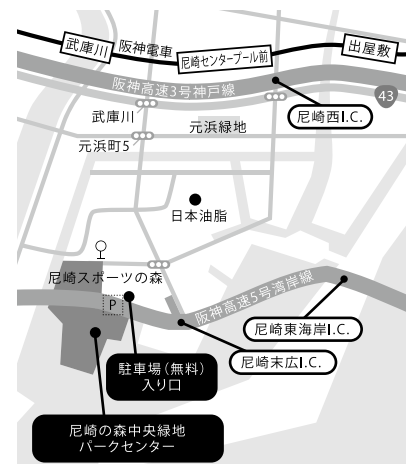 武庫川
阪神電車
尼崎センタープール前
出屋敷
阪神高速3号神戸線
43
武庫川
尼崎西I.C.
元浜緑地
元浜町5
日本油脂
尼崎スポーツの森
P
阪神高速5号湾岸線
尼崎東海岸I.C.
尼崎末広I.C.
駐車場(無料)
入り口
尼崎の森中央緑地
パークセンター